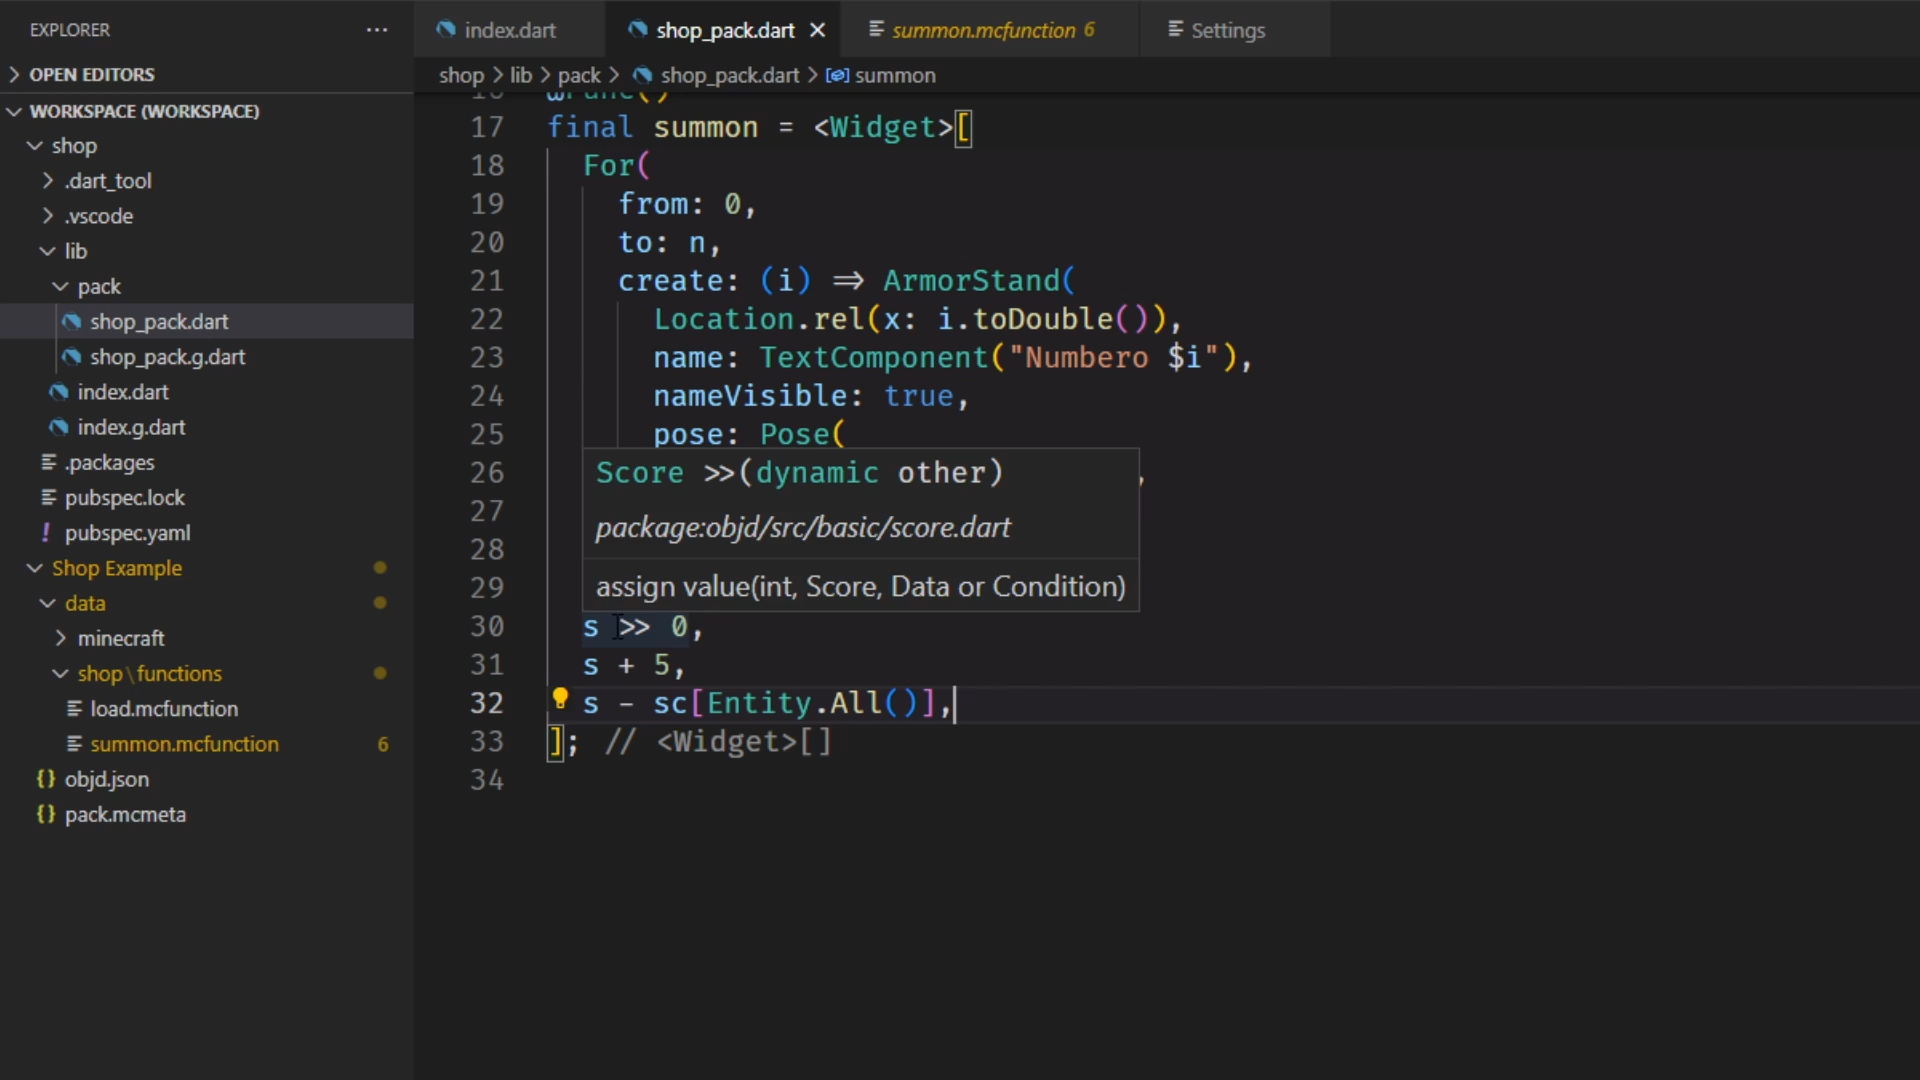 EXPLORER
OPEN EDITORS
WORKSPACE (WORKSPACE)
shop
.dart_tool
.vscode
lib
pack
shop_pack.dart
shop_pack.g.dart
index.dart
index.g.dart
.packages
pubspec.lock
! pubspec.yaml
Shop Example
data
minecraft
shop\functions
load.mcfunction
summon.mcfunction 6
{} objd.json
{} pack.mcmeta
index.dart shop_pack.dart summon.mcfunction 6 Settings
shop > lib > pack > shop_pack.dart > summon
17 final summon = <Widget>[
18 For(
19 from: 0,
20 to: n,
21 create: (i) => ArmorStand(
22 Location.rel(x: i.toDouble()),
23 name: TextComponent("Numbero $i"),
24 nameVisible: true,
25 pose: Pose(
26 ,
27
28
29
Score >>(dynamic other)
package:objd/src/basic/score.dart
assign value(int, Score, Data or Condition)
30 s >> 0,
31 s + 5,
32 s - sc[Entity.All()],
33 ]; // <Widget>[]
34